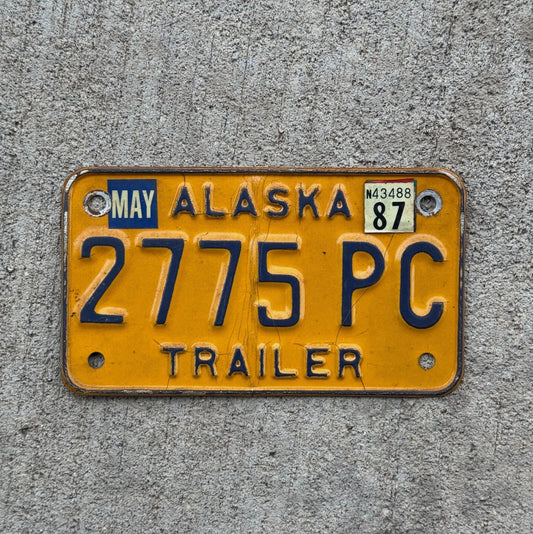 MAY ALASKA N43488
87
2775 PC
TRAILER